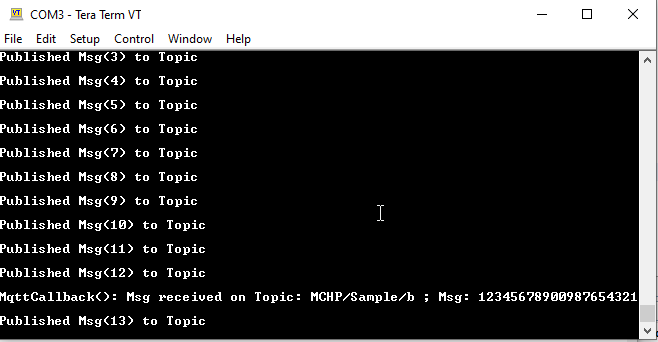 COM3 - Tera Term VT
File Edit Setup Control Window Help
Published Msg(3) to Topic
Published Msg(4) to Topic
Published Msg(5) to Topic
Published Msg(6) to Topic
Published Msg(7) to Topic
Published Msg(8) to Topic
Published Msg(9) to Topic
Published Msg(10) to Topic
Published Msg(11) to Topic
Published Msg(12) to Topic
MqttCallback(): Msg received on Topic: MCHP/Sample/b ; Msg: 12345678900987654321
Published Msg(13) to Topic